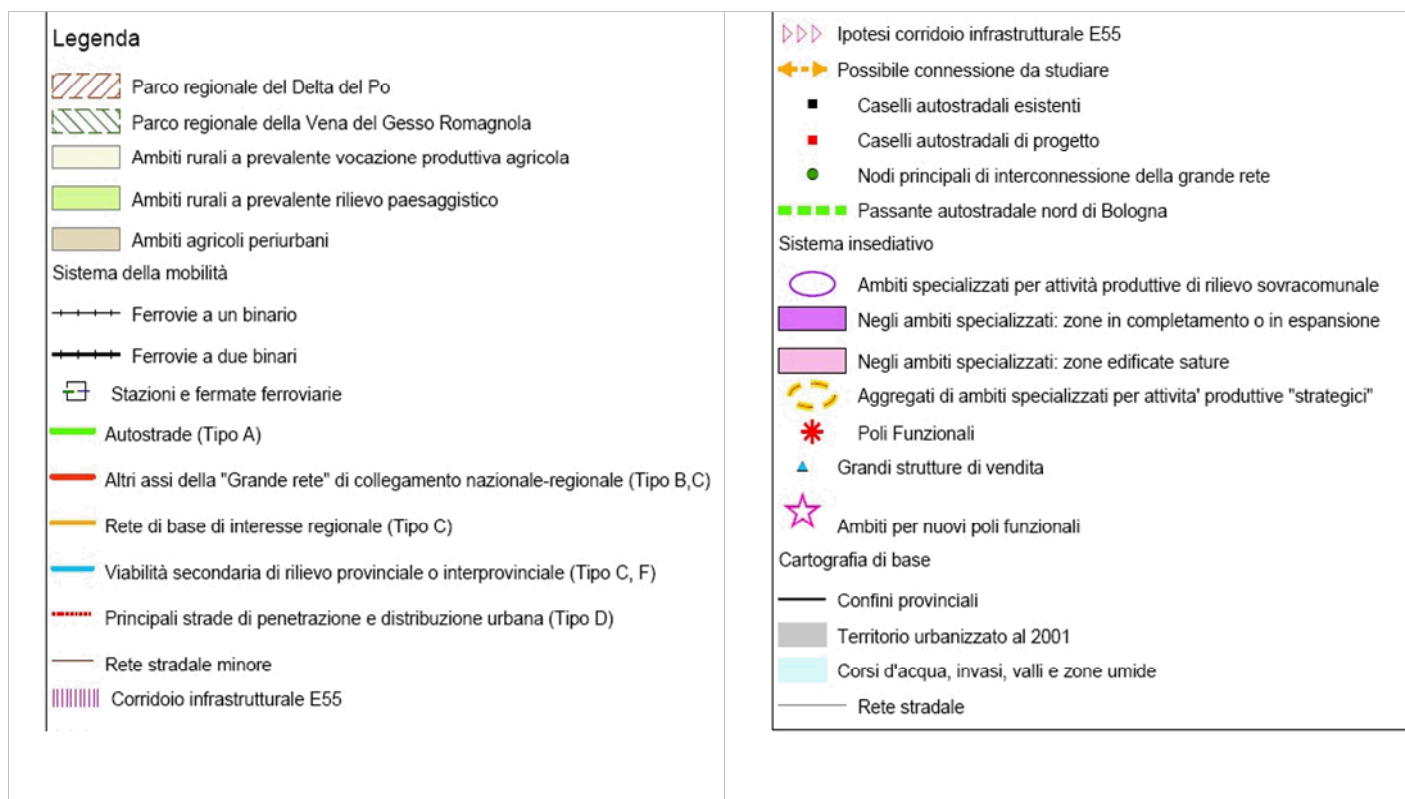 Legenda
Parco regionale del Delta del Po
Parco regionale della Vena del Gesso Romagnola
Ambiti rurali a prevalente vocazione produttiva agricola
Ambiti rurali a prevalente rilievo paesaggistico
Ambiti agricoli periurbani
Sistema della mobilità
Ferrovie a un binario
Ferrovie a due binari
Stazioni e fermate ferroviarie
Autostrade (Tipo A)
Altri assi della "Grande rete" di collegamento nazionale-regionale (Tipo B,C)
Rete di base di interesse regionale (Tipo C)
Viabilità secondaria di rilievo provinciale o interprovinciale (Tipo C, F)
Principali strade di penetrazione e distribuzione urbana (Tipo D)
Rete stradale minore
Corridoio infrastrutturale E55
Ipotesi corridoio infrastrutturale E55
Possibile connessione da studiare
Caselli autostradali esistenti
Caselli autostradali di progetto
Nodi principali di interconnessione della grande rete
Passante autostradale nord di Bologna
Sistema insediativo
Ambiti specializzati per attività produttive di rilievo sovracomunale
Negli ambiti specializzati: zone in completamento o in espansione
Negli ambiti specializzati: zone edificate sature
Aggregati di ambiti specializzati per attivita' produttive "strategici"
Poli Funzionali
Grandi strutture di vendita
Ambiti per nuovi poli funzionali
Cartografia di base
Confini provinciali
Territorio urbanizzato al 2001
Corsi d'acqua, invasi, valli e zone umide
Rete stradale